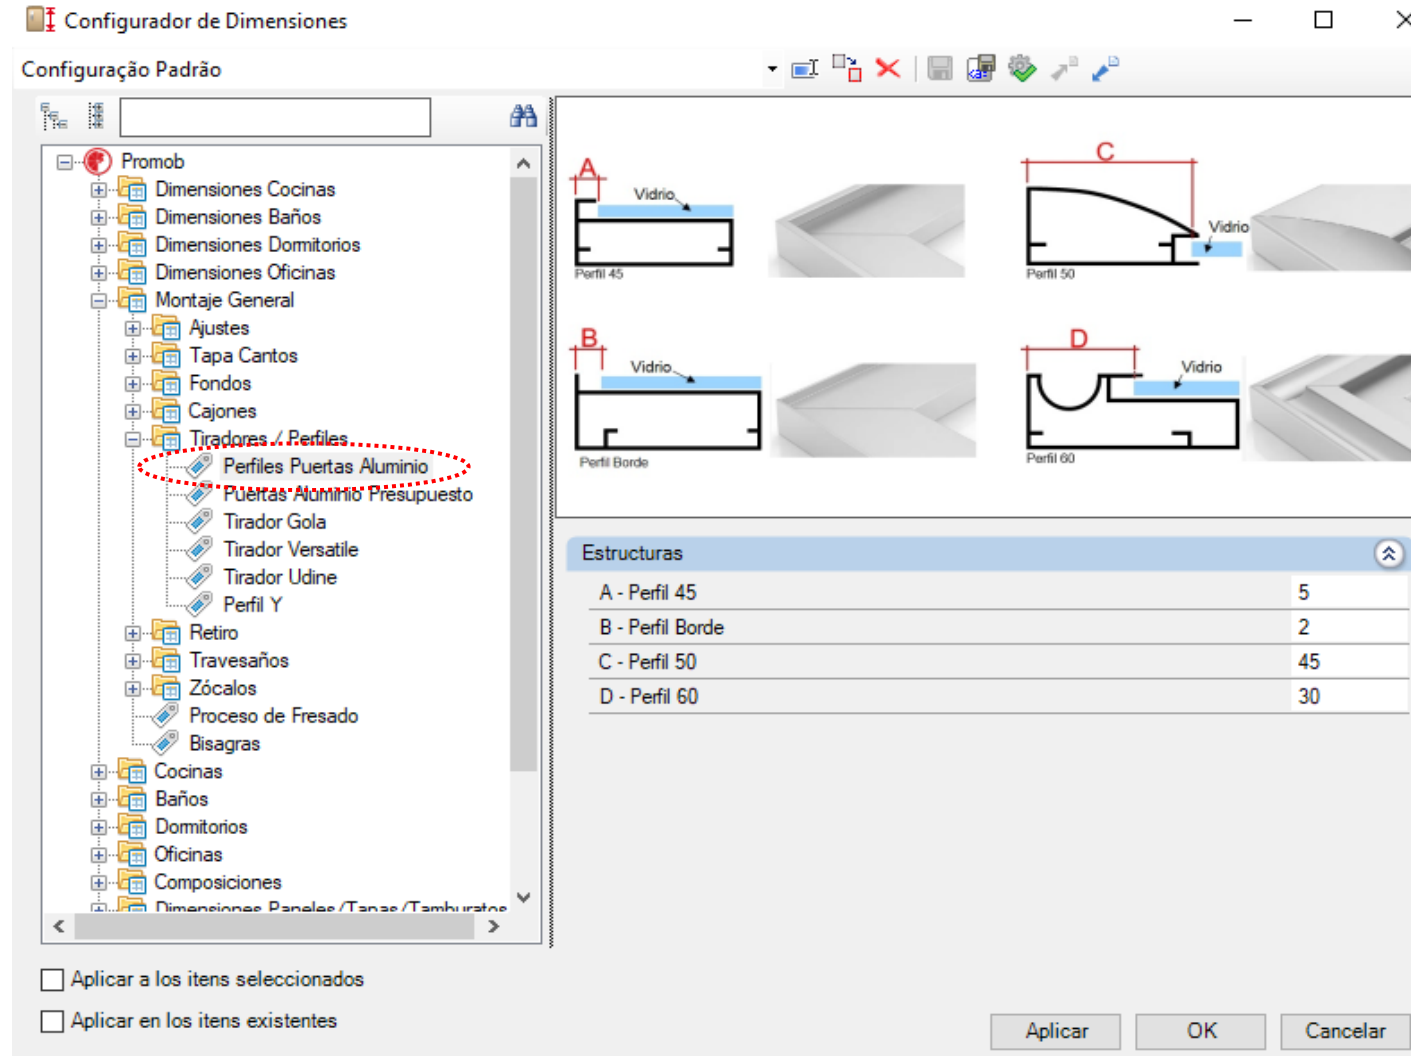 Configurador de Dimensiones
Configuração Padrão
Promob
Dimensiones Cocinas
Dimensiones Baños
Dimensiones Dormitorios
Dimensiones Oficinas
Montaje General
Ajustes
Tapa Cantos
Fondos
Cajones
Tiradores / Perfiles
Perfiles Puertas Aluminio
Puertas Aluminio Presupuesto
Tirador Gola
Tirador Versatile
Tirador Udine
Perfil Y
Retiro
Travesaños
Zócalos
Proceso de Fresado
Bisagras
Cocinas
Baños
Dormitorios
Oficinas
Composiciones
Dimensiones Paneles/Tapas/Tamburatos
Aplicar a los itens seleccionados
Aplicar en los itens existentes
A
Vidrio
Perfil 45
C
Vidrio
Perfil 50
B
Vidrio
Perfil Borde
D
Vidrio
Perfil 60
Estructuras
A - Perfil 45 5
B - Perfil Borde 2
C - Perfil 50 45
D - Perfil 60 30
Aplicar OK Cancelar